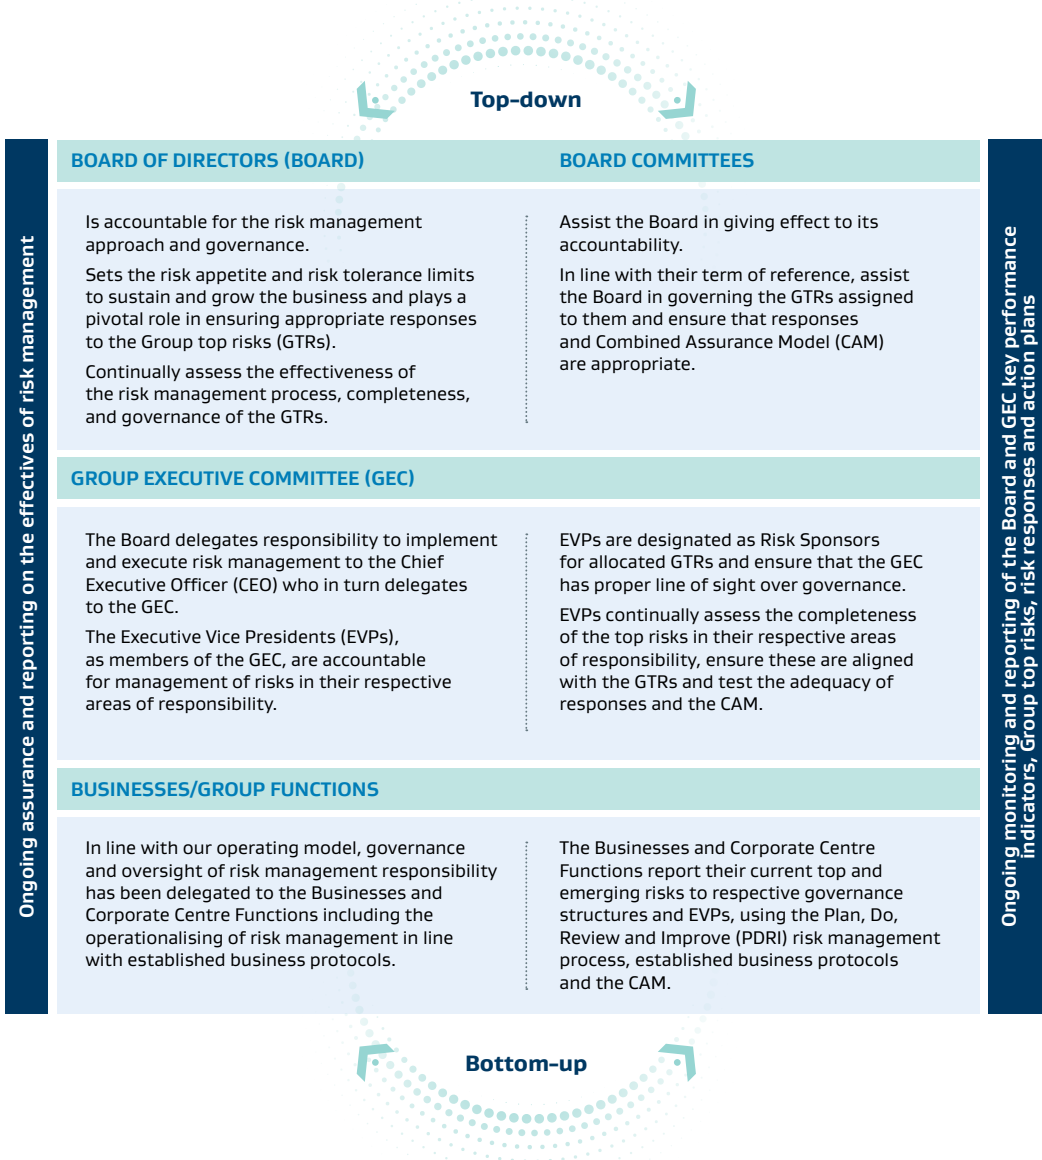 Top-down
Ongoing assurance and reporting on the effectives of risk management
BOARD OF DIRECTORS (BOARD)
Is accountable for the risk management
approach and governance.
Sets the risk appetite and risk tolerance limits
to sustain and grow the business and plays a
pivotal role in ensuring appropriate responses
to the Group top risks (GTRs).
Continually assess the effectiveness of
the risk management process, completeness,
and governance of the GTRs.
BOARD COMMITTEES
Assist the Board in giving effect to its
accountability.
In line with their term of reference, assist
the Board in governing the GTRs assigned
to them and ensure that responses
and Combined Assurance Model (CAM)
are appropriate.
GROUP EXECUTIVE COMMITTEE (GEC)
The Board delegates responsibility to implement
and execute risk management to the Chief
Executive Officer (CEO) who in turn delegates
to the GEC.
The Executive Vice Presidents (EVPs),
as members of the GEC, are accountable
for management of risks in their respective
areas of responsibility.
EVPs are designated as Risk Sponsors
for allocated GTRs and ensure that the GEC
has proper line of sight over governance.
EVPs continually assess the completeness
of the top risks in their respective areas
of responsibility, ensure these are aligned
with the GTRs and test the adequacy of
responses and the CAM.
BUSINESSES/GROUP FUNCTIONS
In line with our operating model, governance
and oversight of risk management responsibility
has been delegated to the Businesses and
Corporate Centre Functions including the
operationalising of risk management in line
with established business protocols.
The Businesses and Corporate Centre
Functions report their current top and
emerging risks to respective governance
structures and EVPs, using the Plan, Do,
Review and Improve (PDRI) risk management
process, established business protocols
and the CAM.
Ongoing monitoring and reporting of the Board and GEC key performance
indicators, Group top risks, risk responses and action plans
Bottom-up